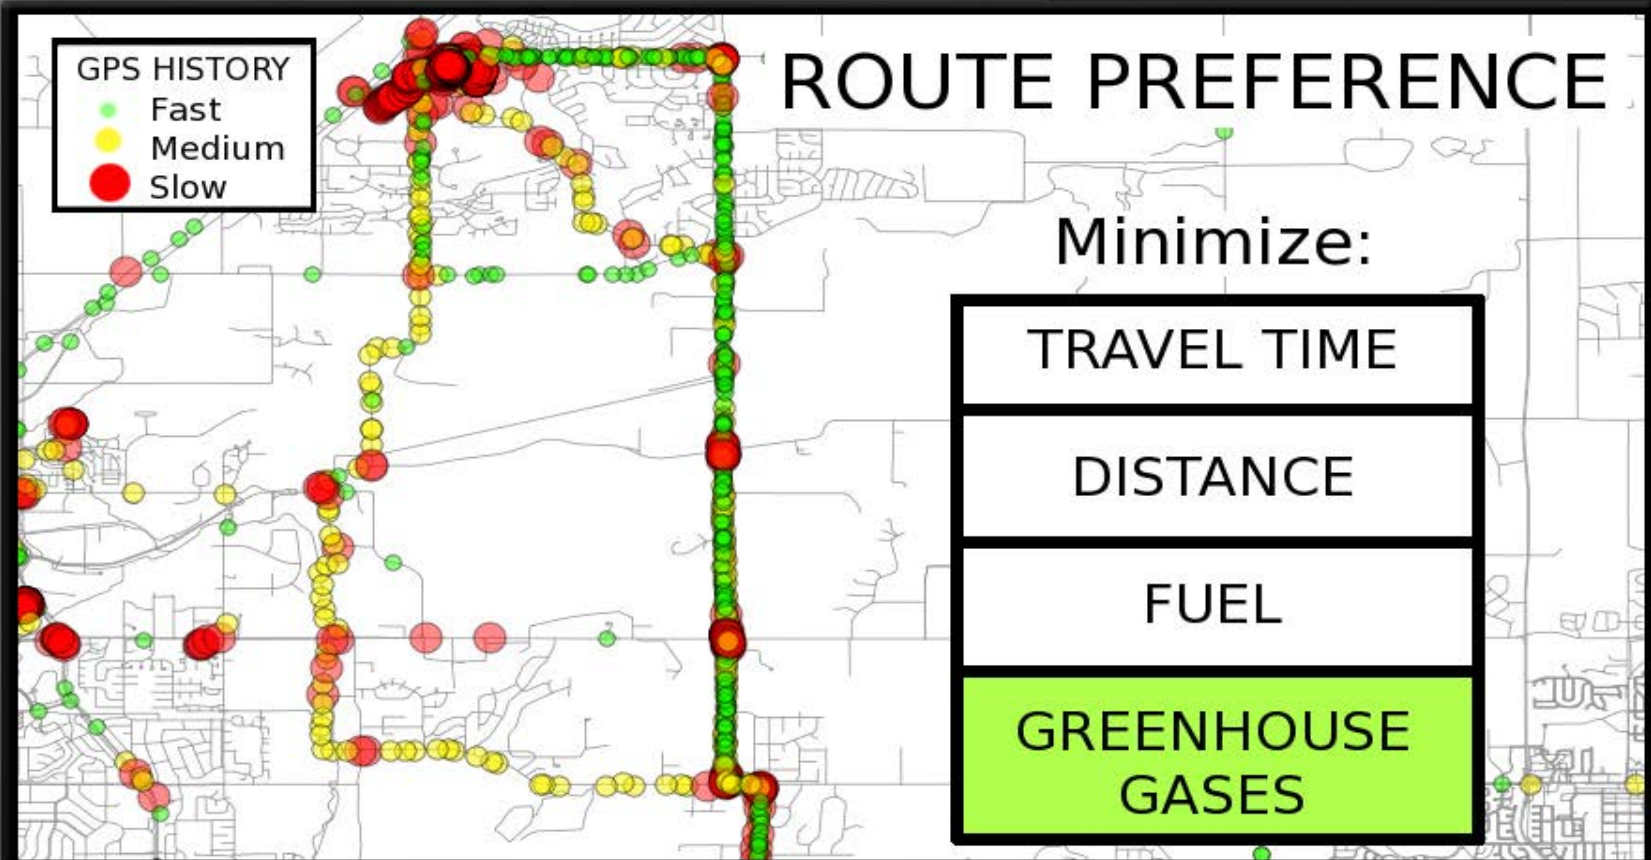 GPS HISTORY
Fast
Medium
Slow
ROUTE PREFERENCE
Minimize:
TRAVEL TIME
DISTANCE
FUEL
GREENHOUSE
GASES